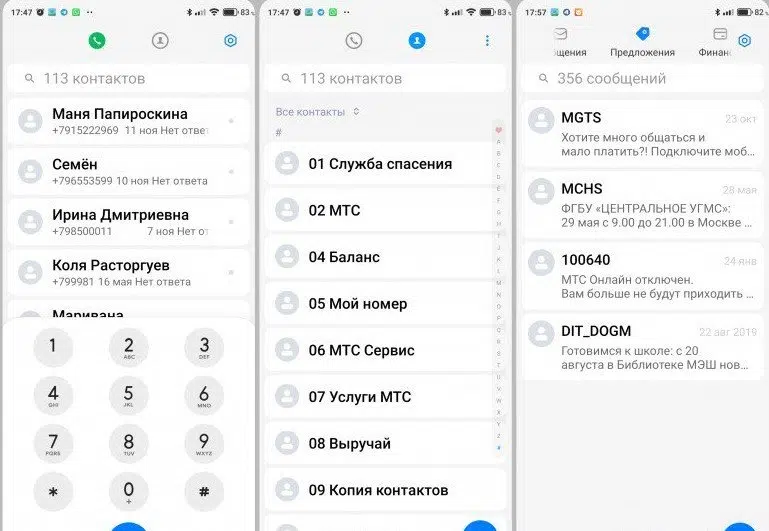 17:47
83
113 контактов
Маня Папироскина
+7915222969 11 ноя Нет отве
Семён
+796553599 10 ноя Нет ответа
Ирина Дмитриевна
+798500011 7 ноя Нет о
Коля Расторгуев
+799981 16 мая Нет ответа
Маривана
1
2
ABC
3
DEF
4
GHI
5
JKL
6
MNO
7
PQRS
8
TUV
9
WXYZ
*
0
+
#
17:47
83
113 контактов
Все контакты
#
01 Служба спасения
02 МТС
04 Баланс
05 Мой номер
06 МТС Сервис
07 Услуги МТС
08 Выручай
09 Копия контактов
17:57
82
щения Предложения Финан
356 сообщений
MGTS 23 окт
Хотите много общаться и
мало платить?! Подключите моб...
MCHS 28 мая
ФГБУ «ЦЕНТРАЛЬНОЕ УГМС»:
29 мая с 9.00 до 21.00 в Москве ...
100640 24 янв
МТС Онлайн отключен.
Вам больше не будут приходить ...
DIT_DOGM 22 авг 2019
Готовимся к школе: с 20
августа в Библиотеке МЭШ нов...